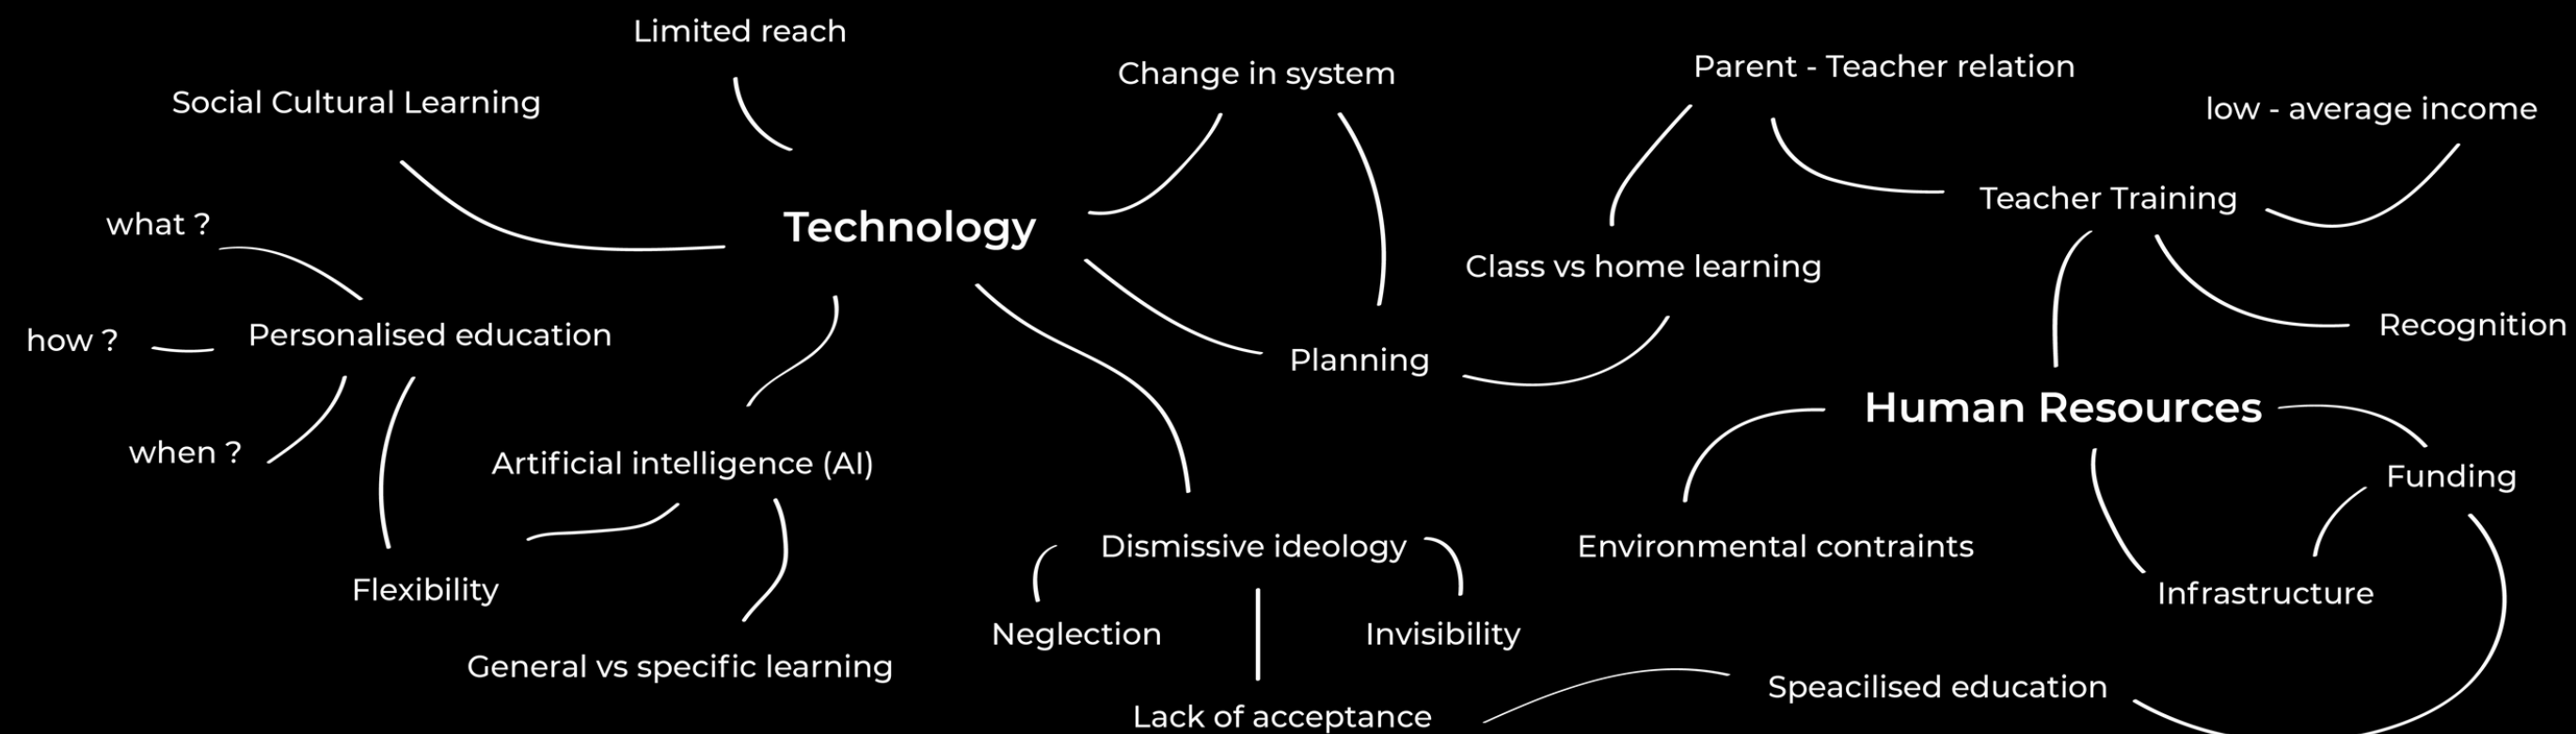 Limited reach
Change in system
Parent - Teacher relation
Social Cultural Learning
low - average income
what ?
Technology
Teacher Training
Class vs home learning
how ?
Personalised education
Planning
Recognition
when ?
Artificial intelligence (AI)
Human Resources
Funding
Dismissive ideology
Environmental contraints
Flexibility
Infrastructure
Neglection
Invisibility
General vs specific learning
Speacilised education
Lack of acceptance